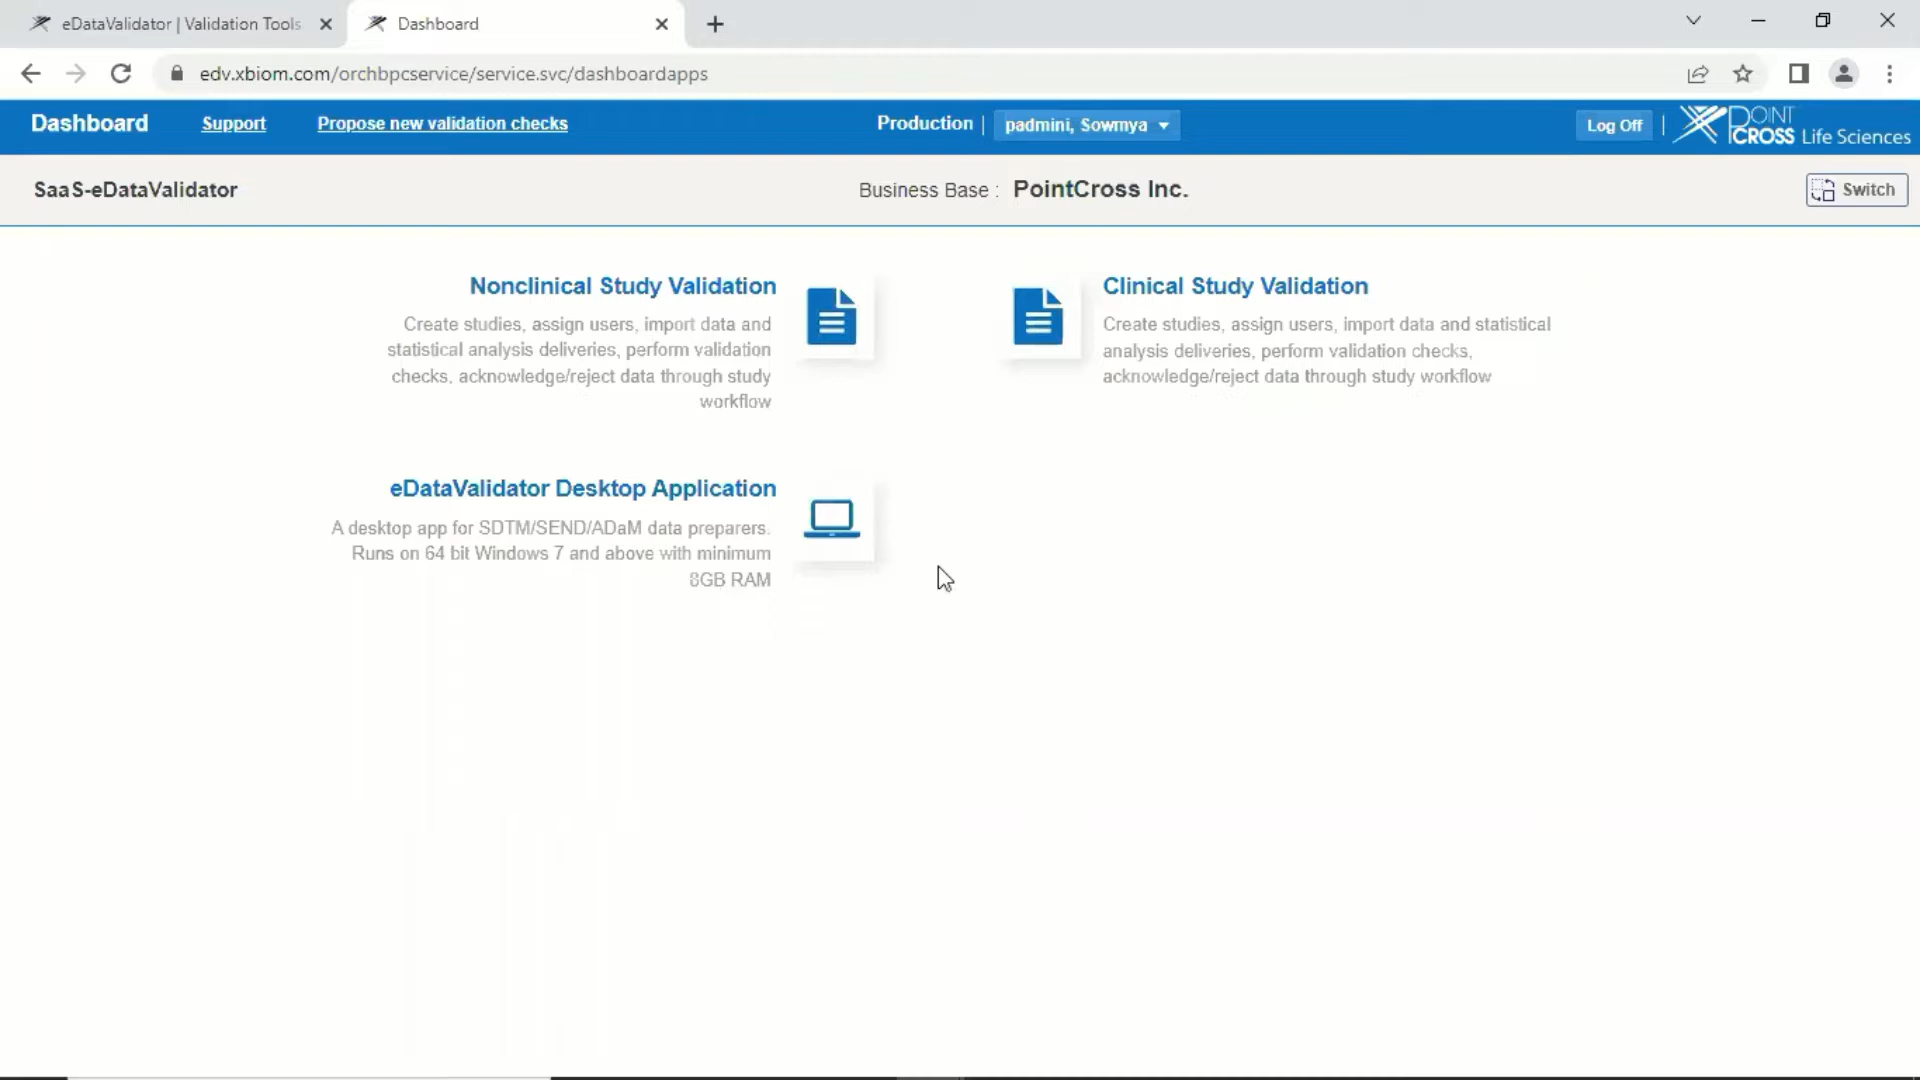 eDataValidator | Validation Tools
Dashboard
edv.xbiom.com/orchbpcservice/service.svc/dashboardapps
Dashboard Support Propose new validation checks Production | padmini, Sowmya Log Off | POINT CROSS Life Sciences
SaaS-eDataValidator Business Base : PointCross Inc. Switch
Nonclinical Study Validation
Create studies, assign users, import data and
statistical analysis deliveries, perform validation
checks, acknowledge/reject data through study
workflow
Clinical Study Validation
Create studies, assign users, import data and statistical
analysis deliveries, perform validation checks,
acknowledge/reject data through study workflow
eDataValidator Desktop Application
A desktop app for SDTM/SEND/ADaM data preparers.
Runs on 64 bit Windows 7 and above with minimum
8GB RAM